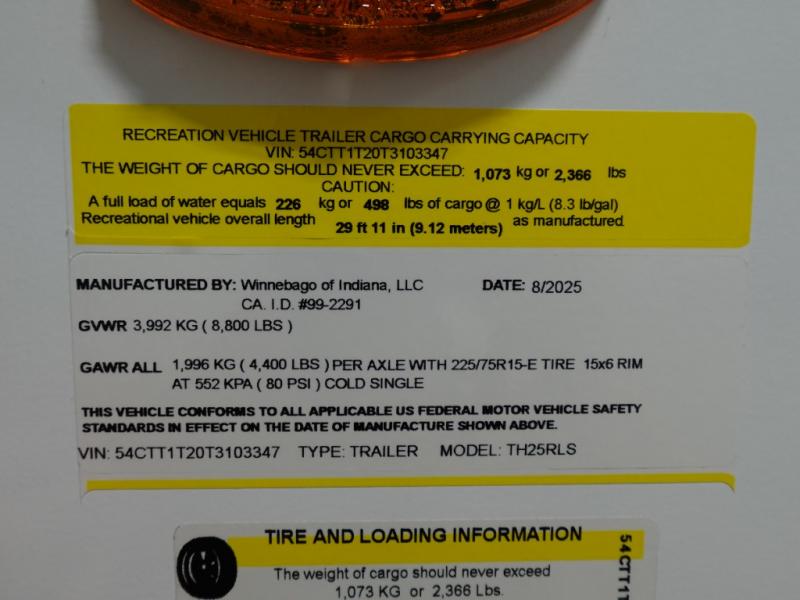 RECREATION VEHICLE TRAILER CARGO CARRYING CAPACITY
VIN: 54CTT1T20T3103347
THE WEIGHT OF CARGO SHOULD NEVER EXCEED: 1,073 kg or 2,366 lbs
CAUTION:
A full load of water equals 226 kg or 498 lbs of cargo @ 1 kg/L (8.3 lb/gal)
Recreational vehicle overall length 29 ft 11 in (9.12 meters) as manufactured.
MANUFACTURED BY: Winnebago of Indiana, LLC DATE: 8/2025
CA. I.D. #99-2291
GVWR 3,992 KG ( 8,800 LBS )
GAWR ALL 1,996 KG ( 4,400 LBS ) PER AXLE WITH 225/75R15-E TIRE 15x6 RIM
AT 552 KPA ( 80 PSI ) COLD SINGLE
THIS VEHICLE CONFORMS TO ALL APPLICABLE US FEDERAL MOTOR VEHICLE SAFETY
STANDARDS IN EFFECT ON THE DATE OF MANUFACTURE SHOWN ABOVE.
VIN: 54CTT1T20T3103347 TYPE: TRAILER MODEL: TH25RLS
TIRE AND LOADING INFORMATION
The weight of cargo should never exceed
1,073 KG or 2,366 Lbs.
54CTT1T